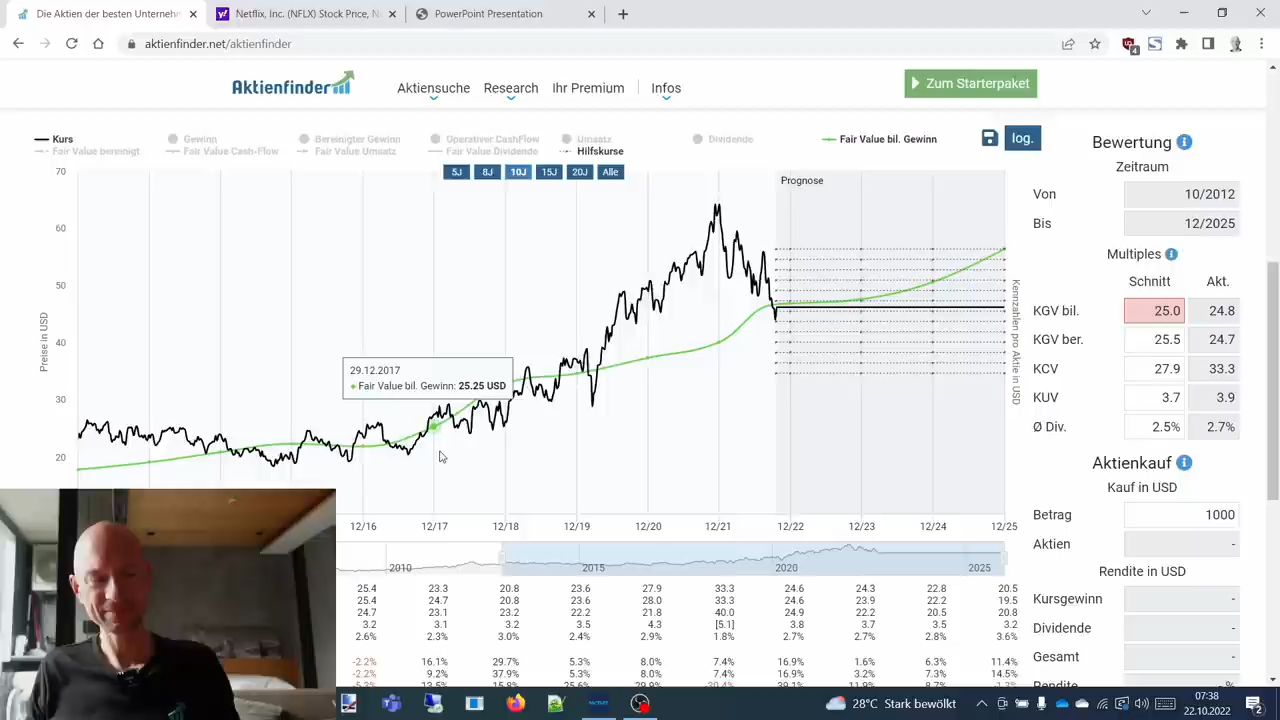 Die Aktien der besten Unterneh
Netflix, Inc. (NFLX) Stock Price, N
PowerPoint Presentation
aktienfinder.net/aktienfinder
Aktienfinder
Aktiensuche
Research
Ihr Premium
Infos
Zum Starterpaket
Kurs
Gewinn
Bereinigter Gewinn
Operativer CashFlow
Umsatz
Dividende
Fair Value bil. Gewinn
log.
Fair Value bereinigt
Fair Value Cash-Flow
Fair Value Umsatz
Fair Value Dividende
Hilfskurse
5J 8J 10J 15J 20J Alle
Prognose
70
60
50
40
30
20
Preise in USD
Kennzahlen pro Aktie in USD
29.12.2017
Fair Value bil. Gewinn: 25.25 USD
12/16 12/17 12/18 12/19 12/20 12/21 12/22 12/23 12/24 12/25
2010 2015 2020 2025
25.4 23.3 20.8 23.6 27.9 33.3 24.6 24.6 22.8 20.5
25.4 24.7 20.8 23.6 28.0 33.3 24.6 23.9 22.2 19.5
24.7 23.1 23.2 22.2 21.8 40.0 24.9 22.2 20.5 20.8
3.2 3.1 3.2 3.5 4.3 [5.1] 3.8 3.7 3.5 3.2
2.6% 2.3% 3.0% 2.4% 2.9% 1.8% 2.7% 2.7% 2.8% 3.6%
-2.2% 16.1% 29.7% 5.3% 8.0% 7.4% 16.9% 1.6% 6.3% 11.4%
-2.2% 9.2% 37.9% 5.3% 8.0% 7.4% 16.9% 3.2% 7.3% 14.5%
Bewertung
Zeitraum
Von 10/2012
Bis 12/2025
Multiples
Schnitt Akt.
KGV bil. 25.0 24.8
KGV ber. 25.5 24.7
KCV 27.9 33.3
KUV 3.7 3.9
Ø Div. 2.5% 2.7%
Aktienkauf
Kauf in USD
Betrag 1000
Aktien -
Rendite in USD
Kursgewinn -
Dividende -
Gesamt -
28°C Stark bewölkt
07:38
22.10.2022